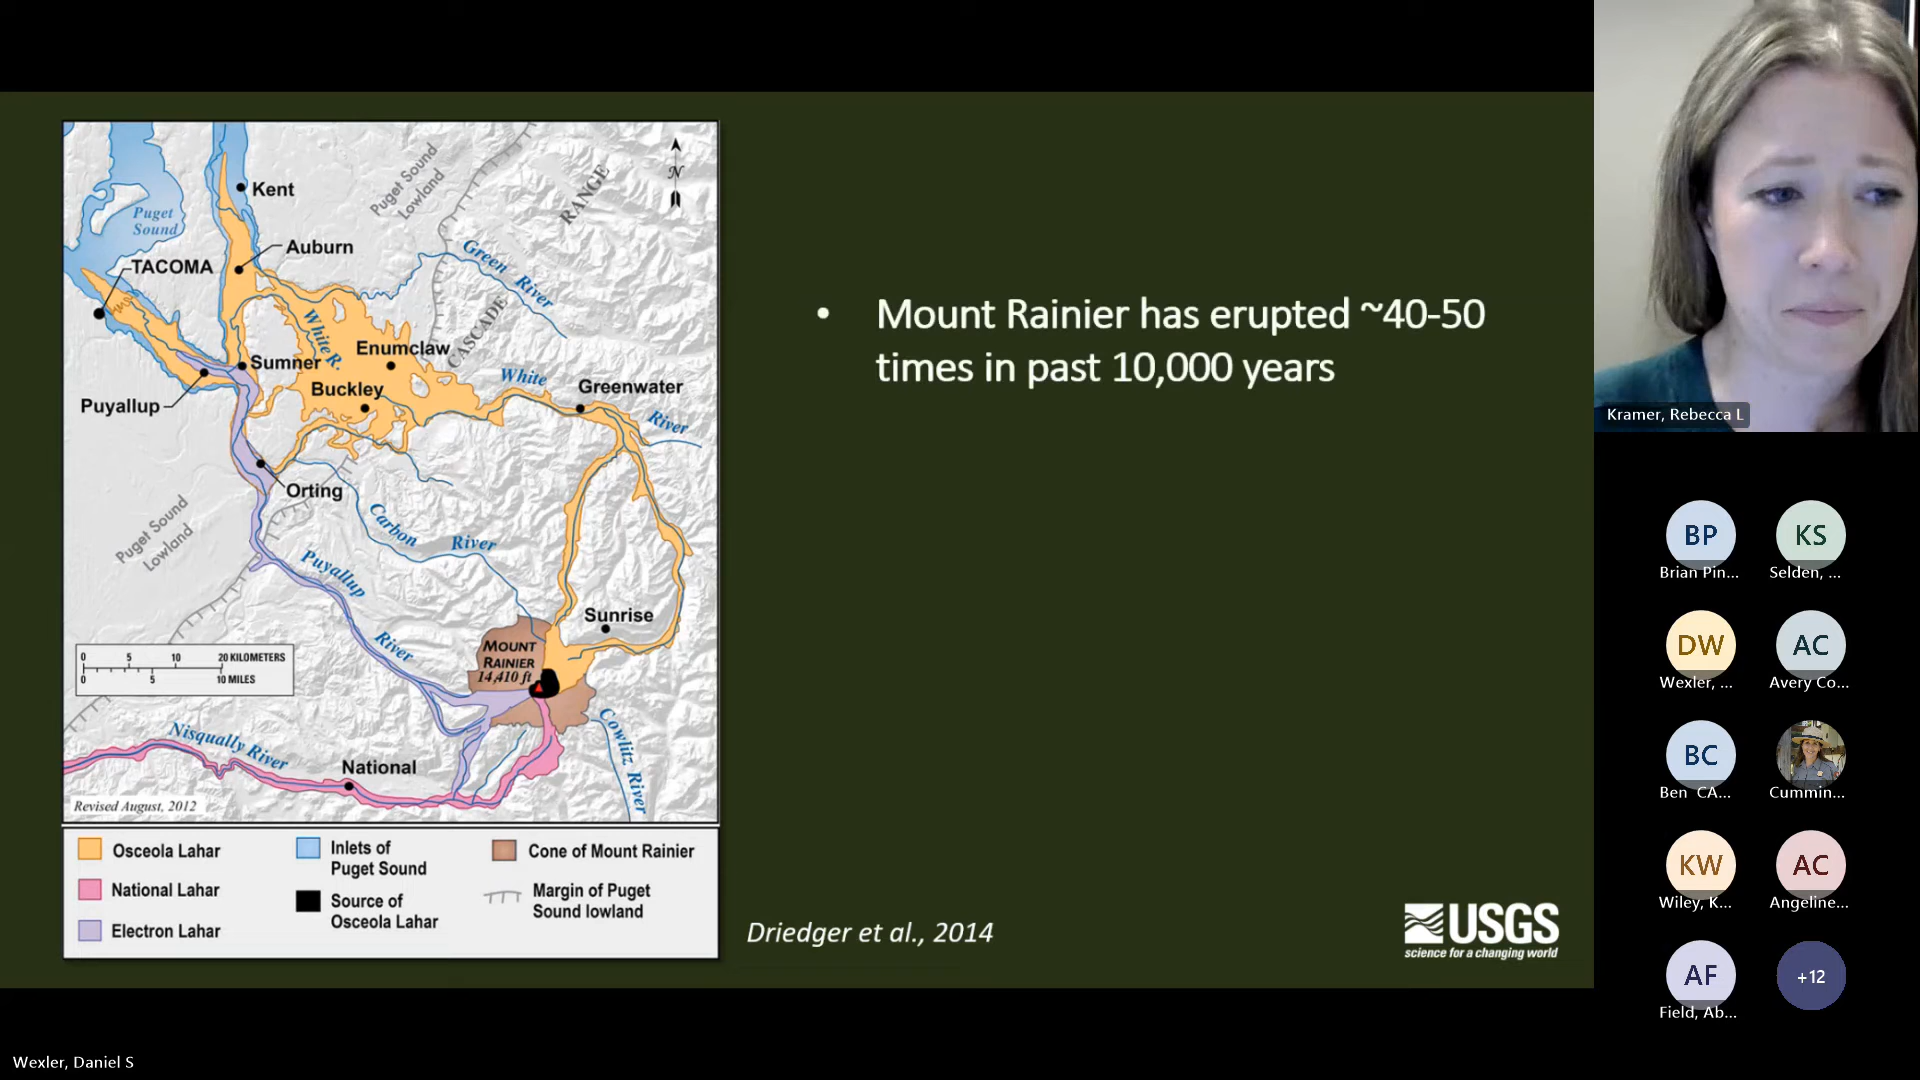 Kent
Puget Sound
Lowland
RANGE
N
Puget
Sound
Auburn
Green River
TACOMA
CASCADE
White R.
Enumclaw
Sumner
White
Greenwater
Buckley
Puyallup
River
Orting
Puget Sound
Lowland
Carbon
River
Puyallup
River
Sunrise
MOUNT
RAINIER
14,410 ft
0 5 10 20 KILOMETERS
0 5 10 MILES
Nisqually River
National
Cowlitz River
Revised August, 2012
Osceola Lahar
National Lahar
Electron Lahar
Inlets of
Puget Sound
Source of
Osceola Lahar
Cone of Mount Rainier
Margin of Puget
Sound lowland
• Mount Rainier has erupted ~40-50
times in past 10,000 years
Driedger et al., 2014
USGS
science for a changing world
Kramer, Rebecca L
BP
Brian Pin...
KS
Selden, ...
DW
Wexler, ...
AC
Avery Co...
BC
Ben CA...
Cummin...
KW
Wiley, K...
AC
Angeline...
AF
Field, Ab...
+12
Wexler, Daniel S